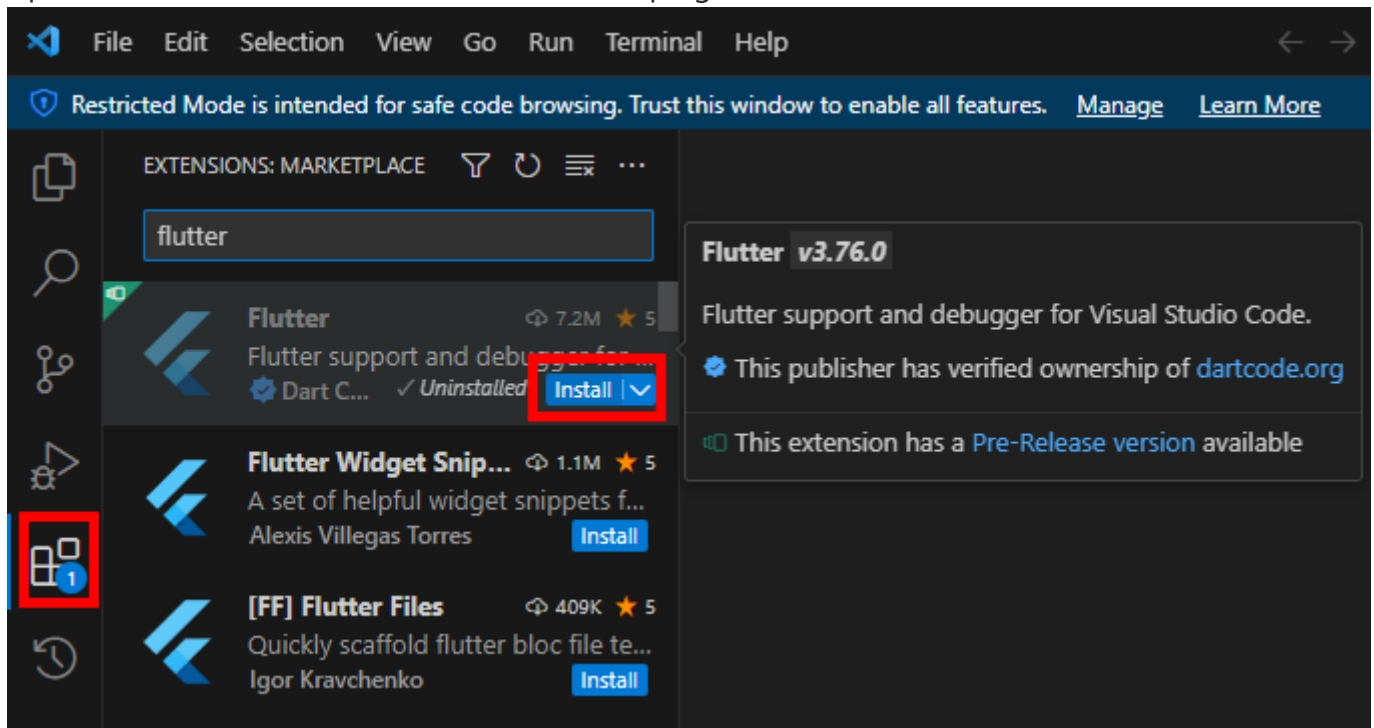 File Edit Selection View Go Run Terminal Help
Restricted Mode is intended for safe code browsing. Trust this window to enable all features. Manage Learn More
EXTENSIONS: MARKETPLACE
flutter
Flutter 7.2M 5
Flutter support and debugger for ...
Dart C... Uninstalled Install
Flutter Widget Snip... 1.1M 5
A set of helpful widget snippets f...
Alexis Villegas Torres Install
[FF] Flutter Files 409K 5
Quickly scaffold flutter bloc file te...
Igor Kravchenko Install
1
Flutter v3.76.0
Flutter support and debugger for Visual Studio Code.
This publisher has verified ownership of dartcode.org
This extension has a Pre-Release version available